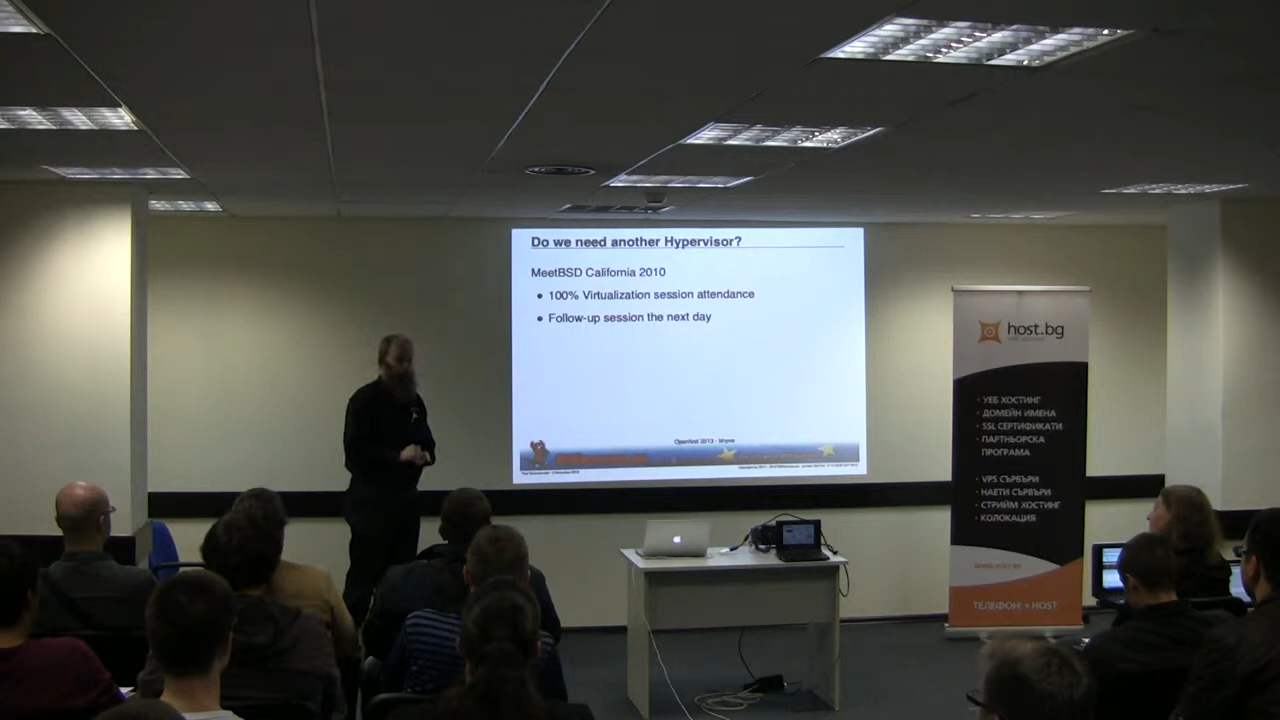 Do we need another Hypervisor?
MeetBSD California 2010
• 100% Virtualization session attendance
• Follow-up session the next day
Openfest 2013 - bhyve
host.bg
• УЕБ ХОСТИНГ
• ДОМЕЙН ИМЕНА
• SSL СЕРТИФИКАТИ
• ПАРТНЬОРСКА
ПРОГРАМА
• VPS СЪРВЪРИ
• НАЕТИ СЪРВЪРИ
• СТРИЙМ ХОСТИНГ
• КОЛОКАЦИЯ
ТЕЛЕФОН: * HOST